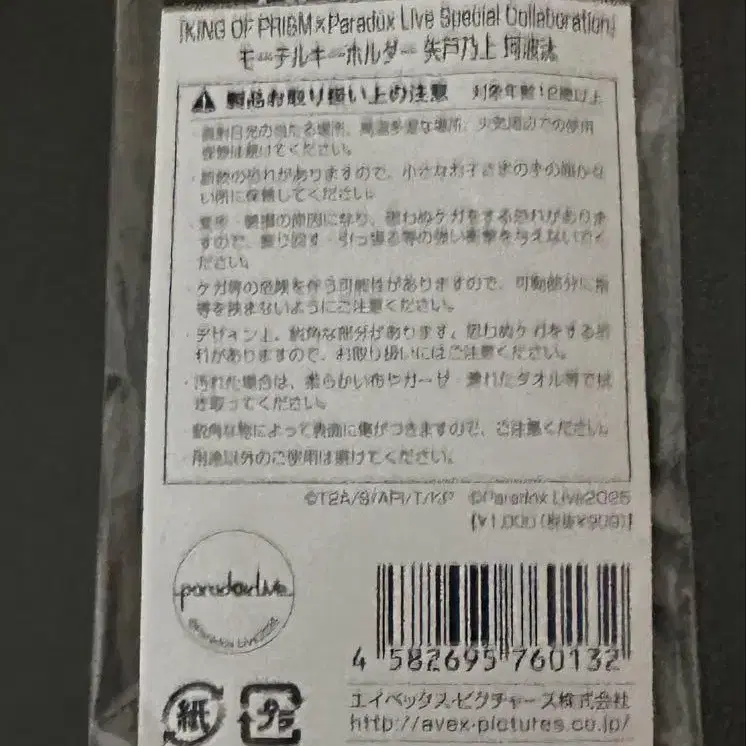 「KING OF PRISM×Paradox Live Special Collaboration」
モーテルキーホルダー 矢戸乃上 珂波汰
製品お取り扱い上の注意 対象年齢12歳以上
・直射日光の当たる場所、高温多湿な場所、火気周辺での使用
保管は避けてください。
・誤飲の恐れがありますので、小さなお子さまの手の届かな
い所に保管してください。
・変形・破損の原因になり、思わぬケガをする恐れがありま
すので、振り回す・引っ張る等の強い衝撃を与えないでく
ださい。
・ケガ等の危険を伴う可能性がありますので、可動部分に指
等を挟まないようにご注意ください。
・デザイン上、鋭角な部分があります。思わぬケガをする恐
れがありますので、お取り扱いにはご注意ください。
・汚れた場合は、柔らかい布やガーゼ・濡れたタオル等で拭
き取ってください。
・鋭角な物によって表面に傷がつきますので、ご注意ください。
・用途以外のご使用は避けてください。
©T2A/S/API/T/KP ©Paradox Live2025
【¥1,000(税抜¥909)】
paradox live
©Paradox Live2025
4 582695 760132
紙
プラ
エイベックス・ピクチャーズ株式会社
http://avex-pictures.co.jp/